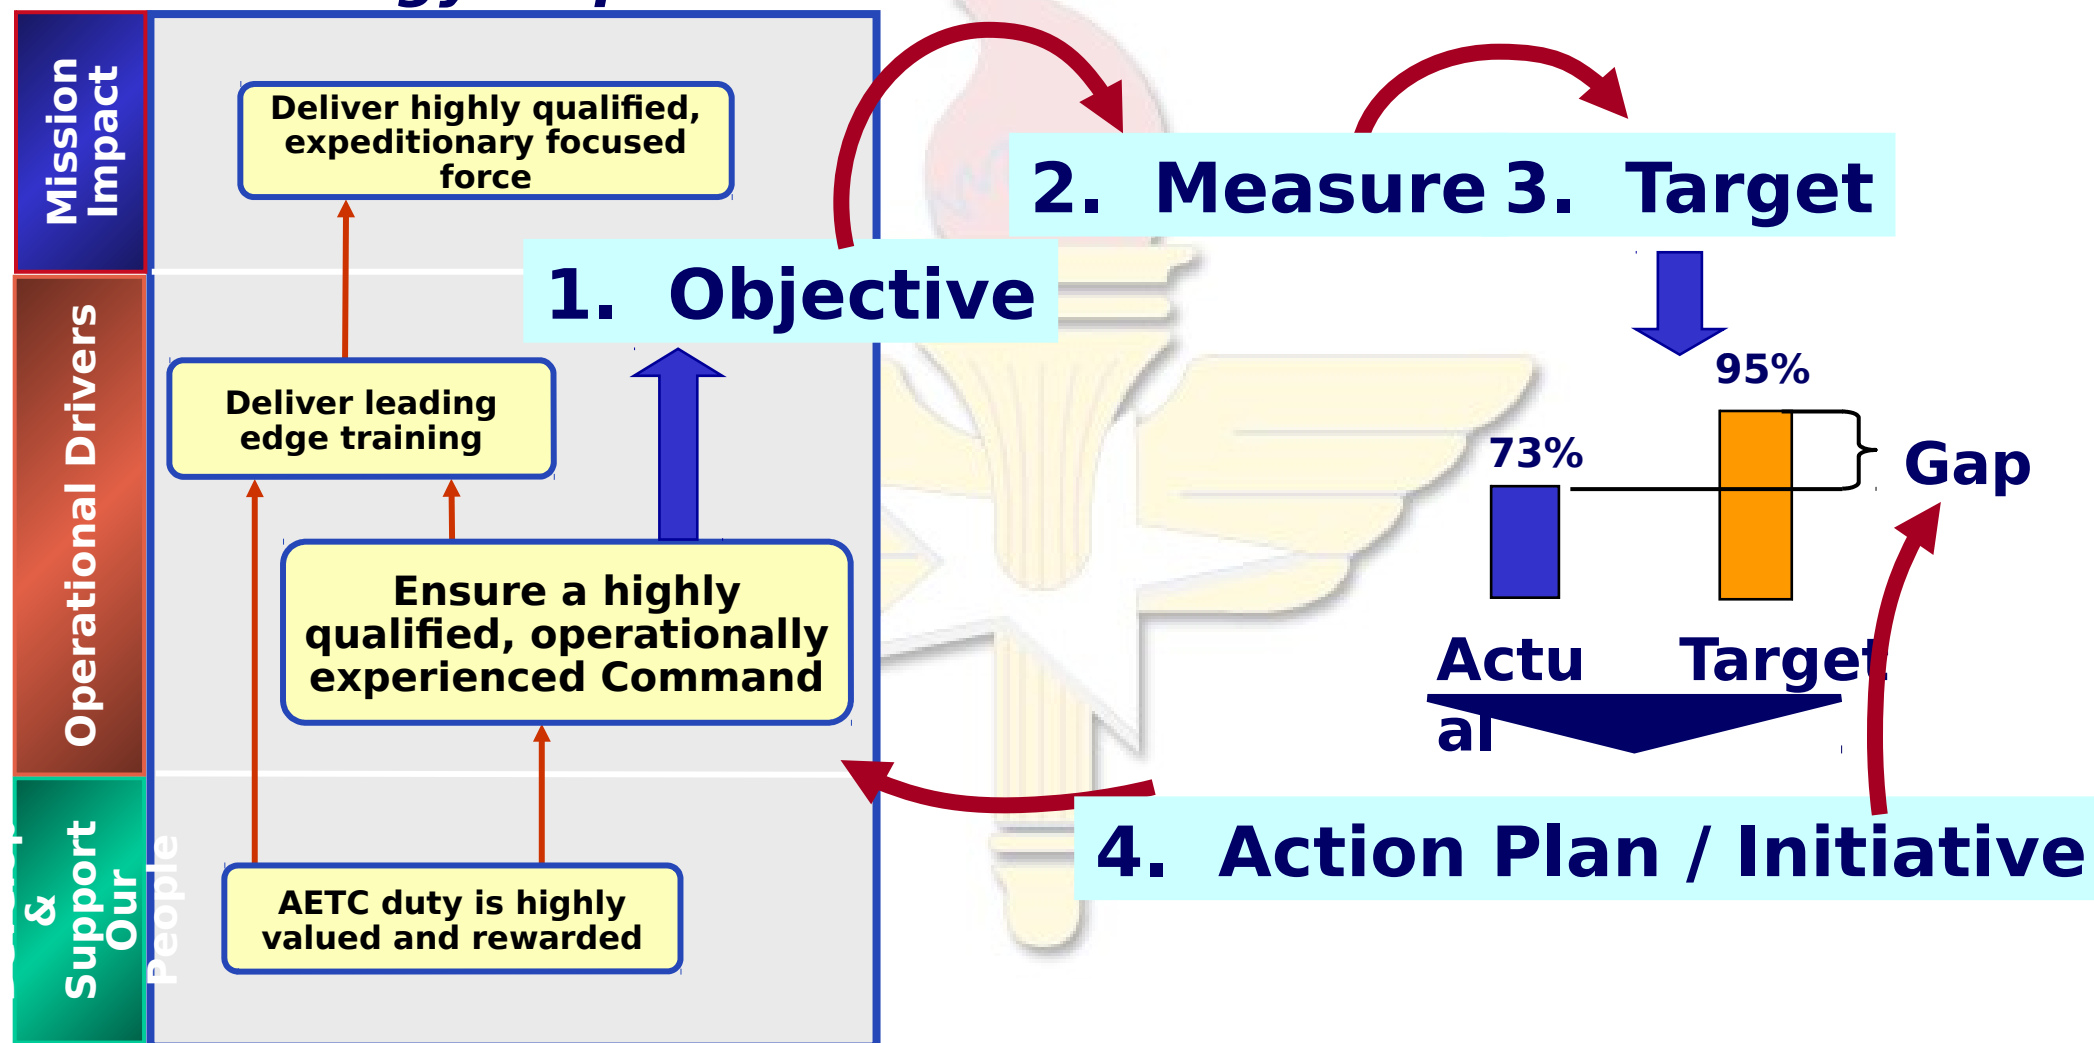 Mission
Impact
Deliver highly qualified,
expeditionary focused
force
2. Measure
3. Target
1. Objective
Operational Drivers
Deliver leading
edge training
Ensure a highly
qualified, operationally
experienced Command
95%
73%
Gap
Actu
al
Target
4. Action Plan / Initiative
&
Support
Our
People
AETC duty is highly
valued and rewarded